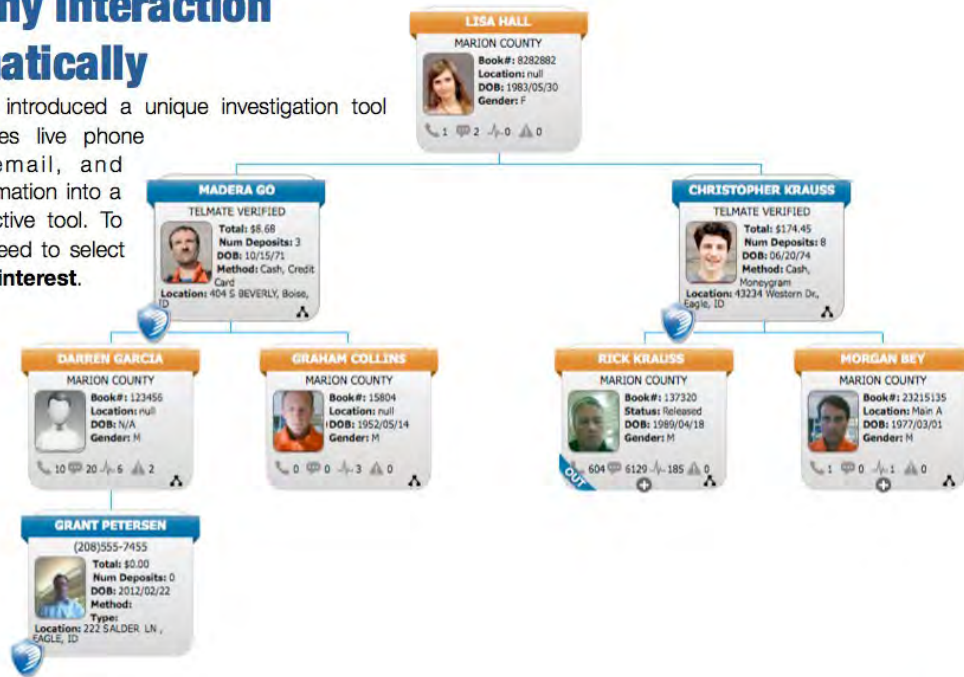 ny Interaction
atically
introduced a unique investigation tool
es live phone
email, and
mation into a
ctive tool. To
eed to select
interest.
LISA HALL
MARION COUNTY
Book#: 8282882
Location: null
DOB: 1983/05/30
Gender: F
1 2 0 0
MADERA GO
TELMATE VERIFIED
Total: $8.68
Num Deposits: 3
DOB: 10/15/71
Method: Cash, Credit
Card
Location: 404 S BEVERLY, Boise,
ID
CHRISTOPHER KRAUSS
TELMATE VERIFIED
Total: $174.45
Num Deposits: 8
DOB: 06/20/74
Method: Cash,
Moneygram
Location: 43234 Western Dr.,
Eagle, ID
DARREN GARCIA
MARION COUNTY
Book#: 123456
Location: null
DOB: N/A
Gender: M
10 20 6 2
GRAHAM COLLINS
MARION COUNTY
Book#: 15804
Location: null
DOB: 1952/05/14
Gender: M
0 0 3 0
RICK KRAUSS
MARION COUNTY
Book#: 137320
Status: Released
DOB: 1989/04/18
Gender: M
OUT
604 6129 185 0
MORGAN BEY
MARION COUNTY
Book#: 23215135
Location: Main A
DOB: 1977/03/01
Gender: M
1 0 1 0
GRANT PETERSEN
(208)555-7455
Total: $0.00
Num Deposits: 0
DOB: 2012/02/22
Method:
Type:
Location: 222 SALDER LN ,
EAGLE, ID